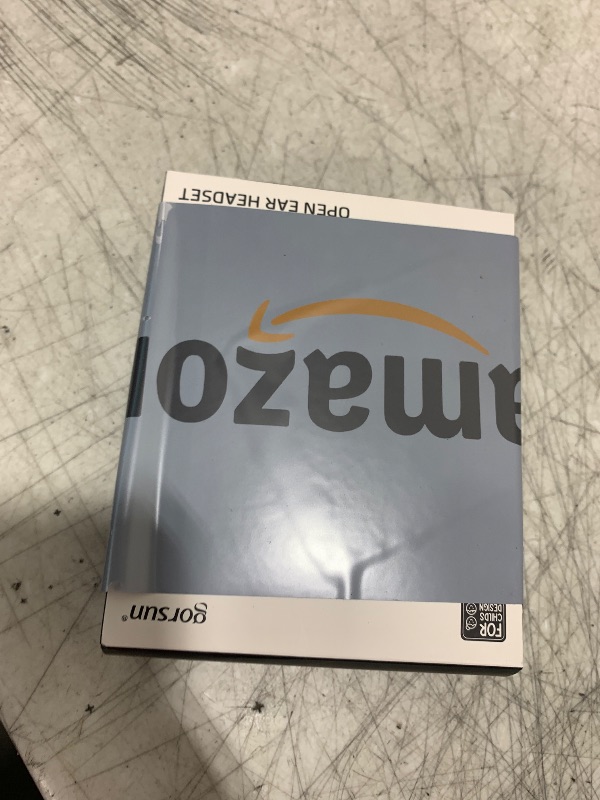 gorsun®
FOR
CHILDS
DESIGN
amazo
OPEN EAR HEADSET